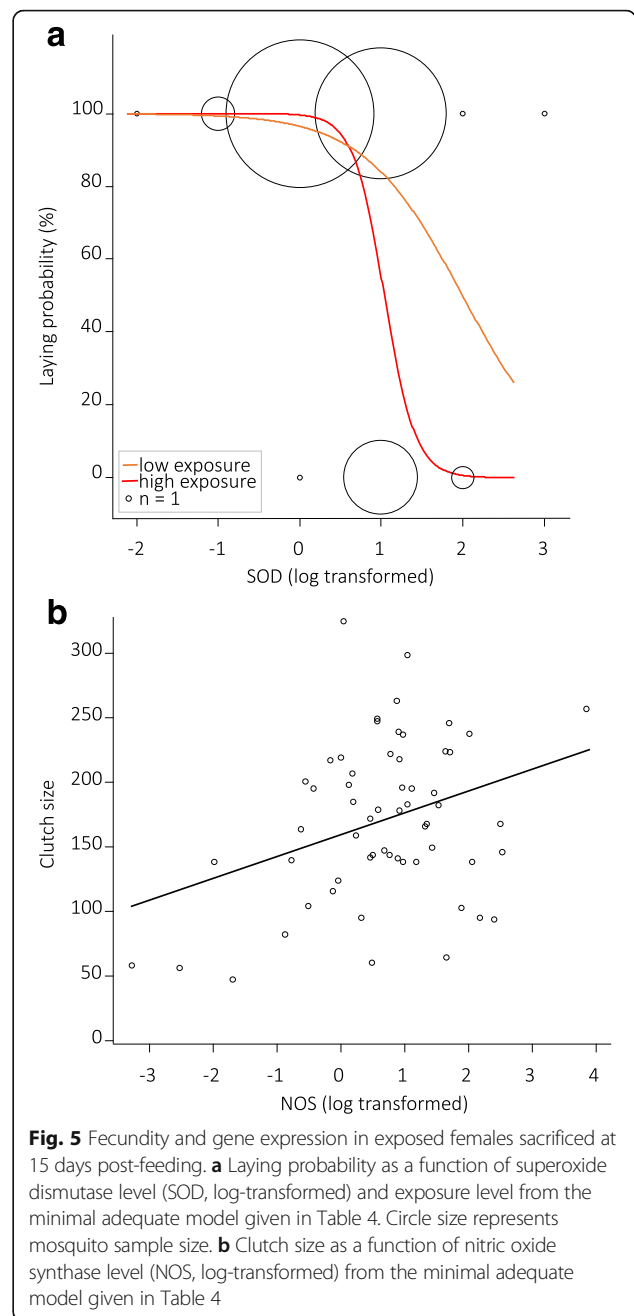 a
100
80
60
40
20
0
Laying probability (%)
low exposure
high exposure
n = 1
-2 -1 0 1 2 3
SOD (log transformed)
b
300
250
200
150
100
50
0
Clutch size
-3 -2 -1 0 1 2 3 4
NOS (log transformed)
Fig. 5 Fecundity and gene expression in exposed females sacrificed at
15 days post-feeding. a Laying probability as a function of superoxide
dismutase level (SOD, log-transformed) and exposure level from the
minimal adequate model given in Table 4. Circle size represents
mosquito sample size. b Clutch size as a function of nitric oxide
synthase level (NOS, log-transformed) from the minimal adequate
model given in Table 4